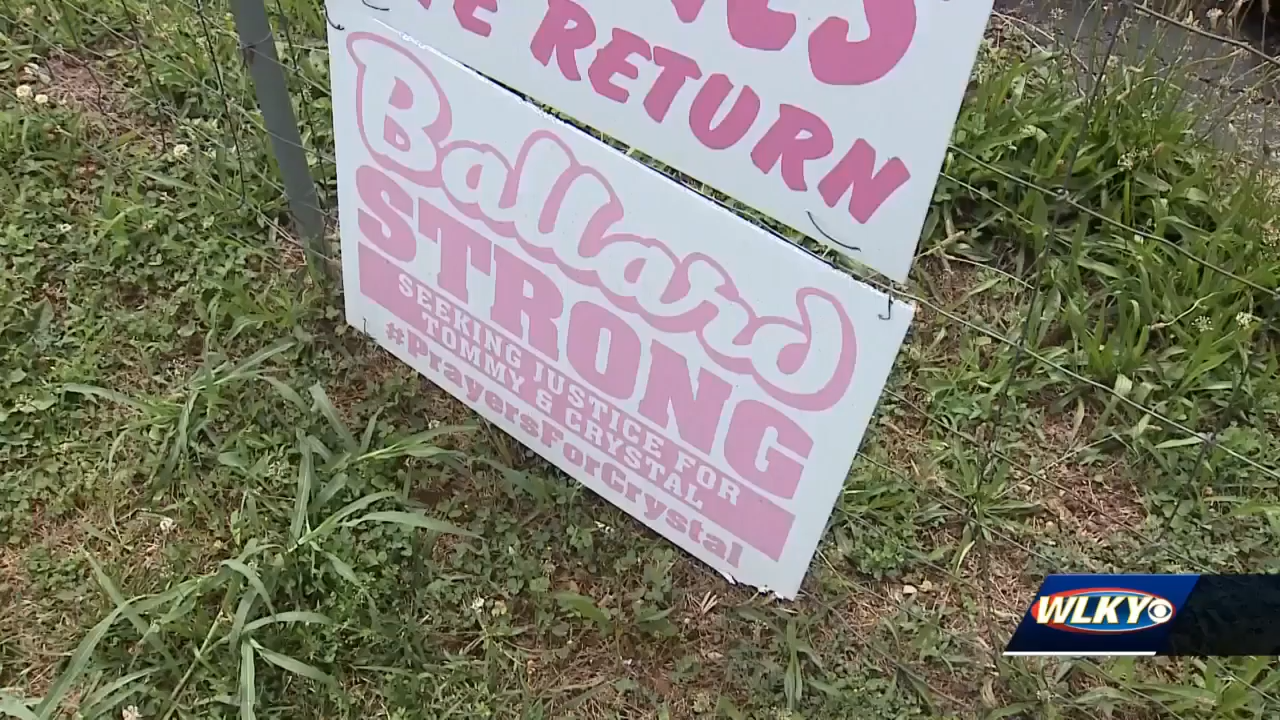 E RETURN
Ballard
STRONG
SEEKING JUSTICE FOR
TOMMY & CRYSTAL
#PrayersForCrystal
WLKY